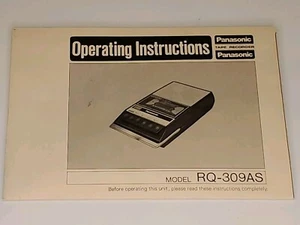 Operating Instructions
Panasonic
TAPE RECORDER
Panasonic
MODEL RQ-309AS
Before operating this unit, please read these instructions completely.